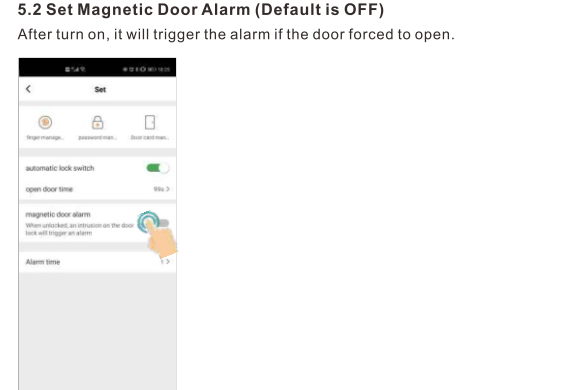 5.2 Set Magnetic Door Alarm (Default is OFF)
After turn on, it will trigger the alarm if the door forced to open.
Set
finger manage..
password man..
Door card man..
automatic lock switch
open door time
magnetic door alarm
When unlocked, an intrusion on the door
lock will trigger an alarm
Alarm time